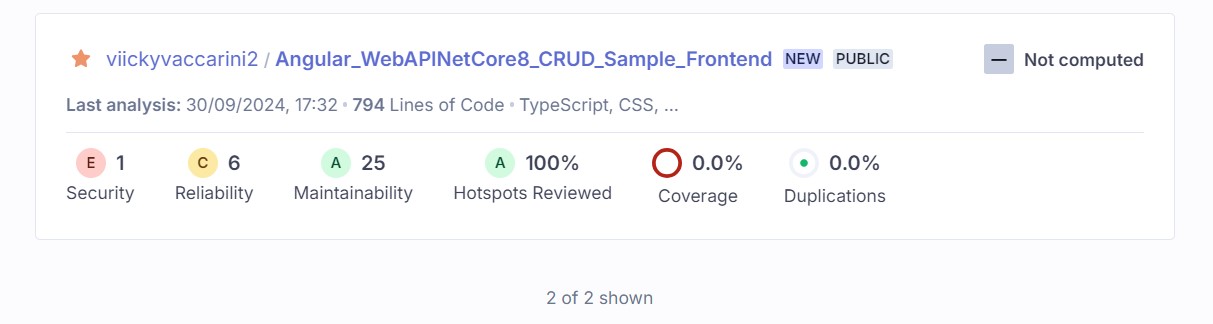 viickyvaccarini2 / Angular_WebAPINetCore8_CRUD_Sample_Frontend NEW PUBLIC — Not computed
Last analysis: 30/09/2024, 17:32 • 794 Lines of Code • TypeScript, CSS, ...
E 1 C 6 A 25 A 100% 0.0% 0.0%
Security Reliability Maintainability Hotspots Reviewed Coverage Duplications
2 of 2 shown